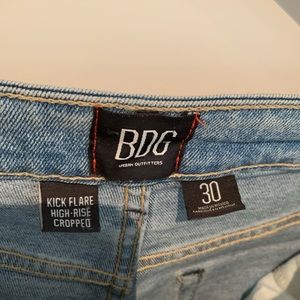 BDG
URBAN OUTFITTERS
KICK FLARE
HIGH-RISE
CROPPED
30